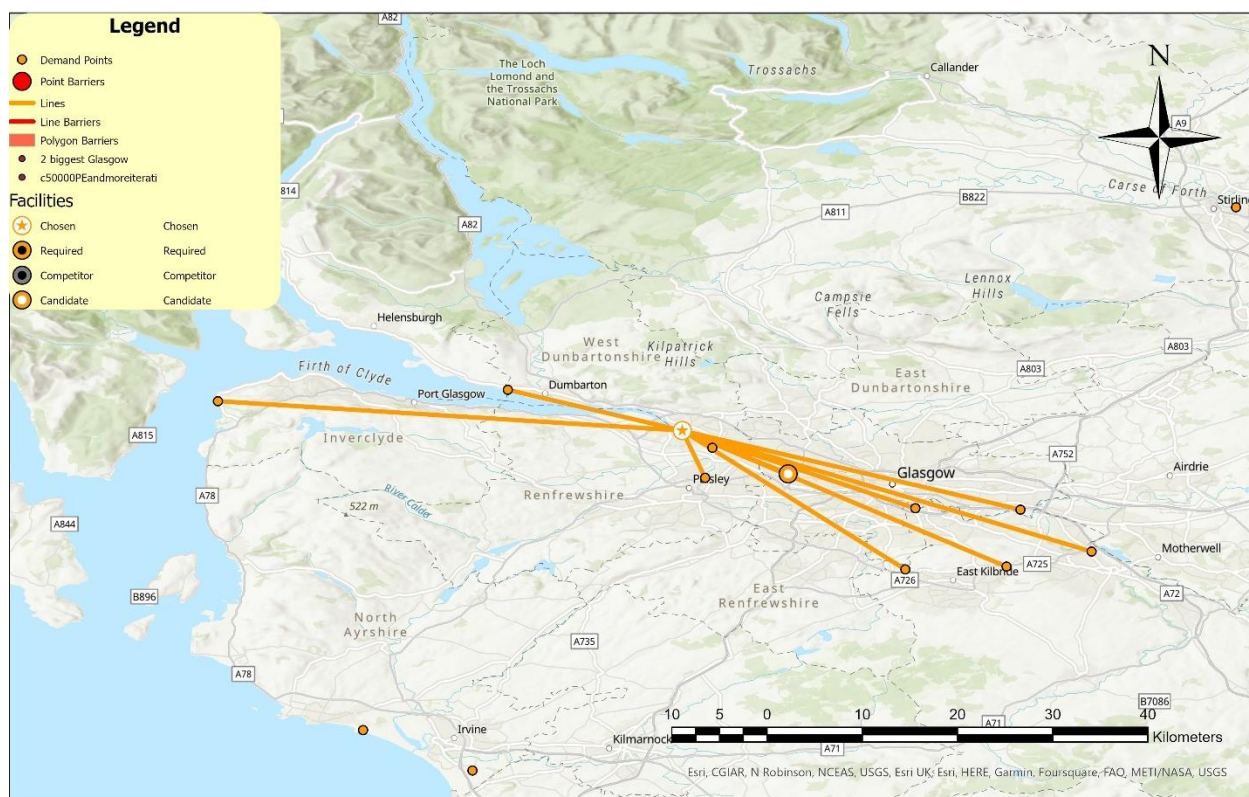 Legend
Demand Points
Point Barriers
Lines
Line Barriers
Polygon Barriers
2 biggest Glasgow
c50000PEandmoreiterati
Facilities
Chosen Chosen
Required Required
Competitor Competitor
Candidate Candidate
A82
The Loch
Lomond and
the Trossachs
National Park
Trossachs
Callander
N
A9
814
A82
A811
B822
Carse of Forth
Stirling
Lennox
Hills
Campsie
Fells
Helensburgh
West
Dunbartonshire
Kilpatrick
Hills
A803
East
Dunbartonshire
A803
Firth of Clyde
Port Glasgow
Dumbarton
A815
Inverclyde
A752
Airdrie
Glasgow
Paisley
A78
Renfrewshire
River Calder
522 m
A844
Motherwell
A725
East Kilbride
A726
A72
B896
East
Renfrewshire
North
Ayrshire
A735
A78
B7086
A71
10 5 0 10 20 30 40
Kilometers
Irvine
Kilmarnock
A71
Esri, CGIAR, N Robinson, NCEAS, USGS, Esri UK, Esri, HERE, Garmin, Foursquare, FAO, METI/NASA, USGS